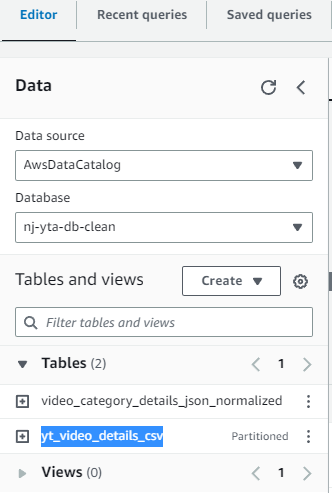 Editor
Recent queries
Saved queries
Data
Data source
AwsDataCatalog
Database
nj-yta-db-clean
Tables and views
Create
Filter tables and views
Tables (2)
1
video_category_details_json_normalized
yt_video_details_csv
Partitioned
Views (0)
1